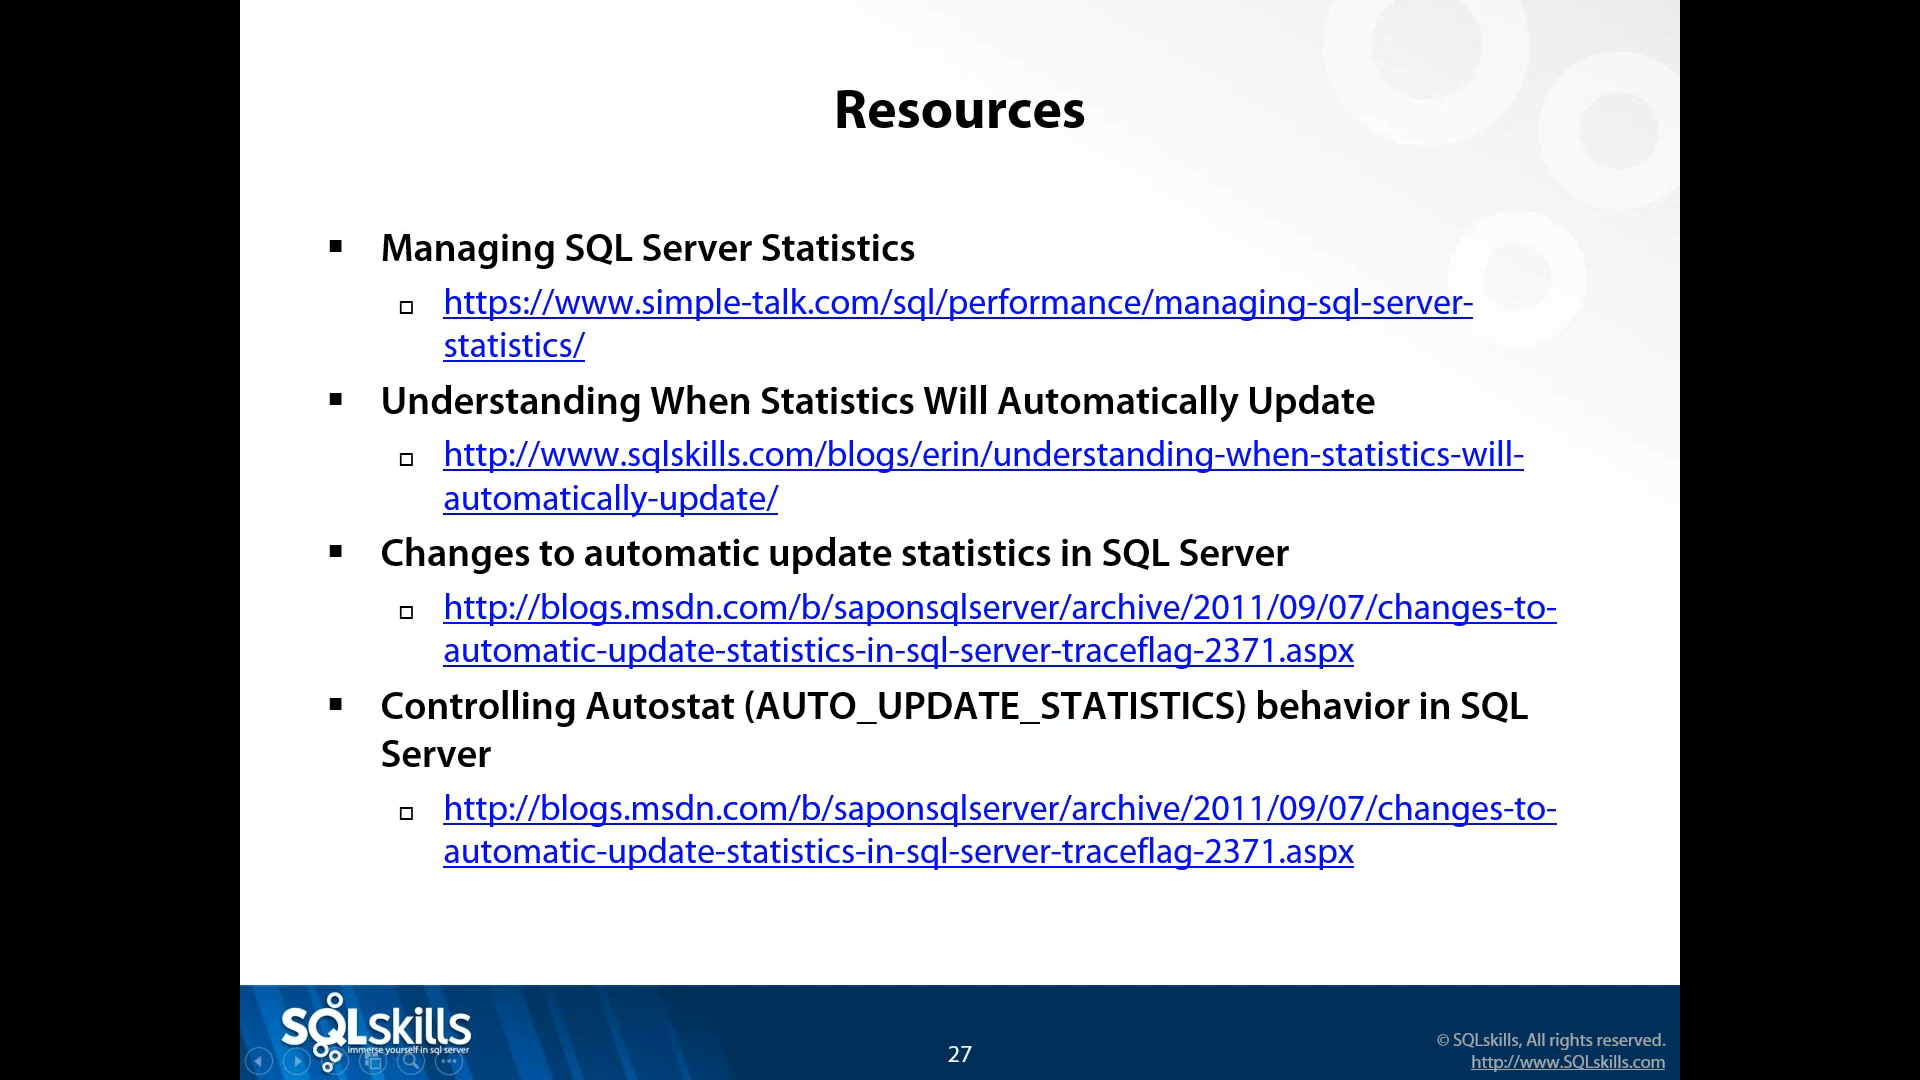 Resources
Managing SQL Server Statistics
https://www.simple-talk.com/sql/performance/managing-sql-server-
statistics/
Understanding When Statistics Will Automatically Update
http://www.sqlskills.com/blogs/erin/understanding-when-statistics-will-
automatically-update/
Changes to automatic update statistics in SQL Server
http://blogs.msdn.com/b/saponsqlserver/archive/2011/09/07/changes-to-
automatic-update-statistics-in-sql-server-traceflag-2371.aspx
Controlling Autostat (AUTO_UPDATE_STATISTICS) behavior in SQL
Server
http://blogs.msdn.com/b/saponsqlserver/archive/2011/09/07/changes-to-
automatic-update-statistics-in-sql-server-traceflag-2371.aspx
SQLskills
immerse yourself in sql server
27
© SQLskills, All rights reserved.
http://www.SQLskills.com